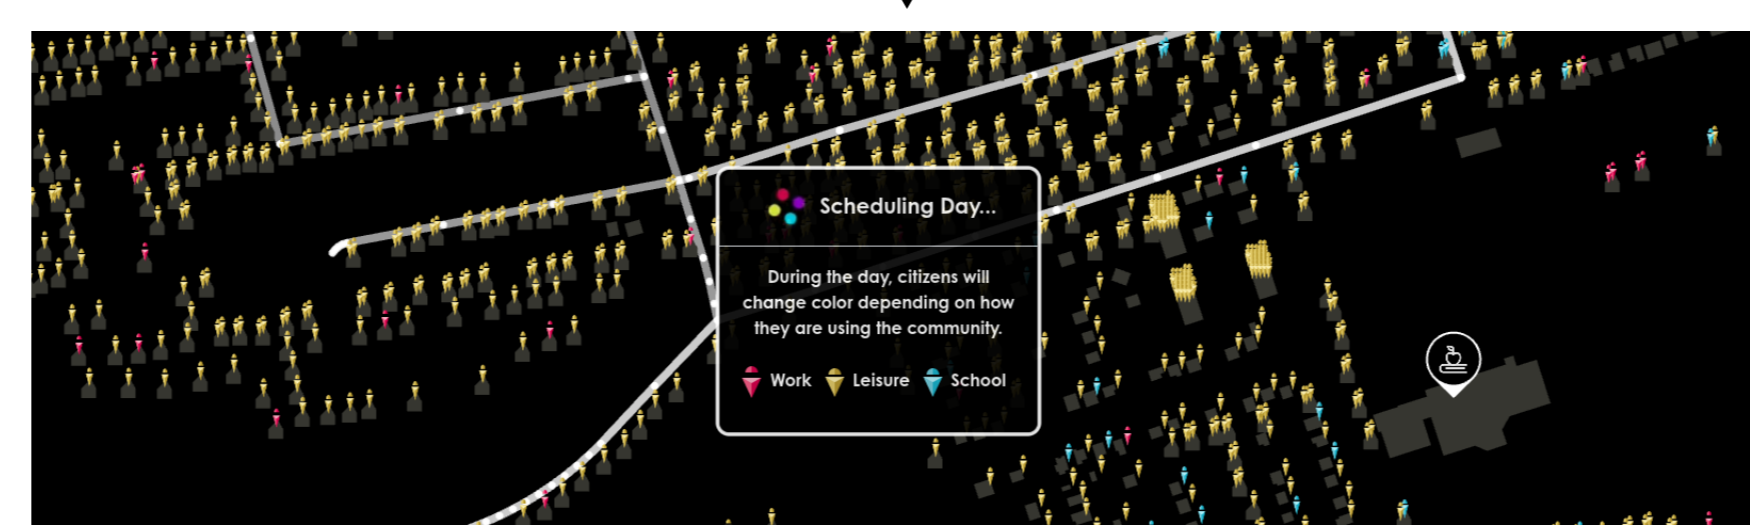 Scheduling Day...
During the day, citizens will
change color depending on how
they are using the community.
Work Leisure School